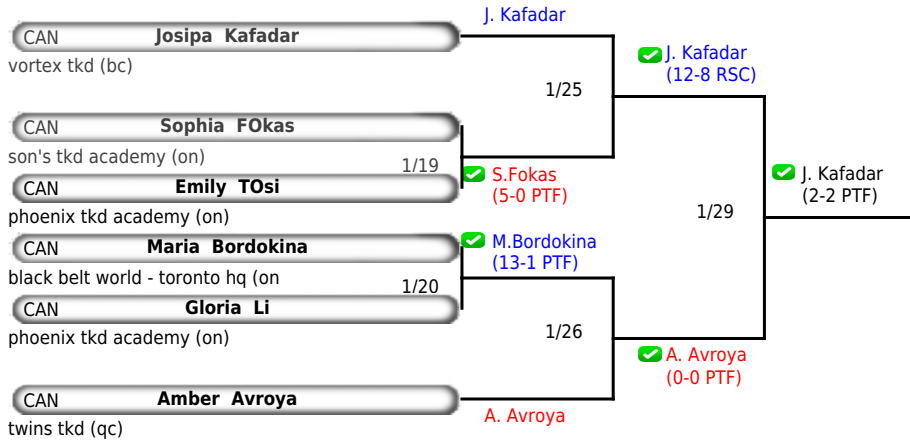 J. Kafadar
CAN Josipa Kafadar
vortex tkd (bc)
J. Kafadar
(12-8 RSC)
1/25
CAN Sophia FOkas
son's tkd academy (on)
1/19
S.Fokas
(5-0 PTF)
CAN Emily TOsi
phoenix tkd academy (on)
J. Kafadar
(2-2 PTF)
1/29
CAN Maria Bordokina
M.Bordokina
(13-1 PTF)
black belt world - toronto hq (on
1/20
CAN Gloria Li
phoenix tkd academy (on)
1/26
A. Avroya
(0-0 PTF)
CAN Amber Avroya
A. Avroya
twins tkd (qc)